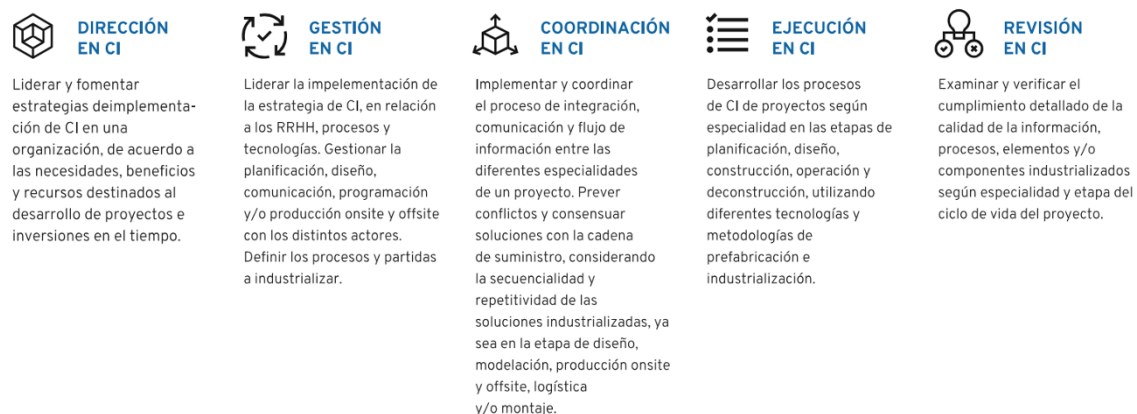 DIRECCIÓN
EN CI
Liderar y fomentar
estrategias deimplementa-
ción de CI en una
organización, de acuerdo a
las necesidades, beneficios
y recursos destinados al
desarrollo de proyectos e
inversiones en el tiempo.
GESTIÓN
EN CI
Liderar la impelementación de
la estrategia de CI, en relación
a los RRHH, procesos y
tecnologías. Gestionar la
planificación, diseño,
comunicación, programación
y/o producción onsite y offsite
con los distintos actores.
Definir los procesos y partidas
a industrializar.
COORDINACIÓN
EN CI
Implementar y coordinar
el proceso de integración,
comunicación y flujo de
información entre las
diferentes especialidades
de un proyecto. Prever
conflictos y consensuar
soluciones con la cadena
de suministro, considerando
la secuencialidad y
repetitividad de las
soluciones industrializadas, ya
sea en la etapa de diseño,
modelación, producción onsite
y offsite, logística
y/o montaje.
EJECUCIÓN
EN CI
Desarrollar los procesos
de CI de proyectos según
especialidad en las etapas de
planificación, diseño,
construcción, operación y
deconstrucción, utilizando
diferentes tecnologías y
metodologías de
prefabricación e
industrialización.
REVISIÓN
EN CI
Examinar y verificar el
cumplimiento detallado de la
calidad de la información,
procesos, elementos y/o
componentes industrializados
según especialidad y etapa del
ciclo de vida del proyecto.